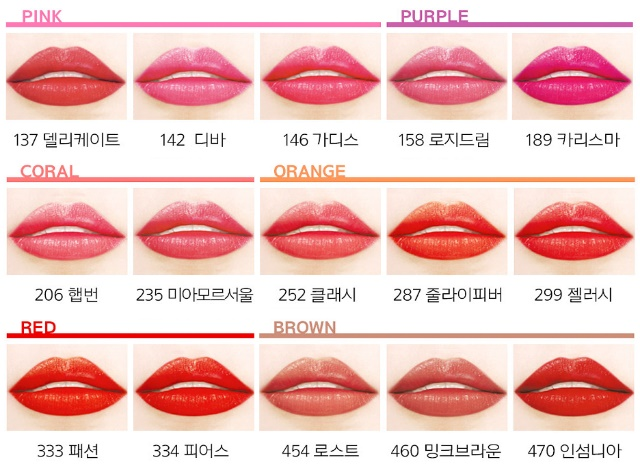 PINK
PURPLE
137 델리케이트
142 디바
146 가디스
158 로지드림
189 카리스마
CORAL
ORANGE
206 햅번
235 미아모르서울
252 클래시
287 줄라이피버
299 젤러시
RED
BROWN
333 패션
334 피어스
454 로스트
460 밍크브라운
470 인섬니아